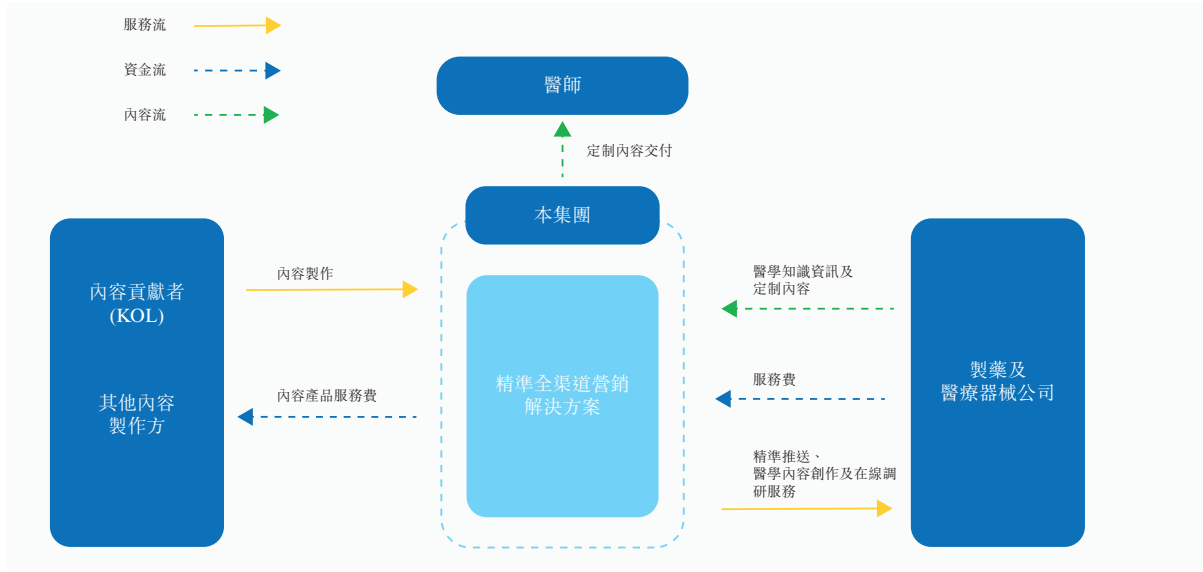 服務流
資金流
內容流
醫師
定制內容交付
本集團
內容貢獻者
(KOL)
其他內容
製作方
內容製作
內容產品服務費
精準全渠道營銷
解決方案
醫學知識資訊及
定制內容
服務費
精準推送、
醫學內容創作及在線調
研服務
製藥及
醫療器械公司